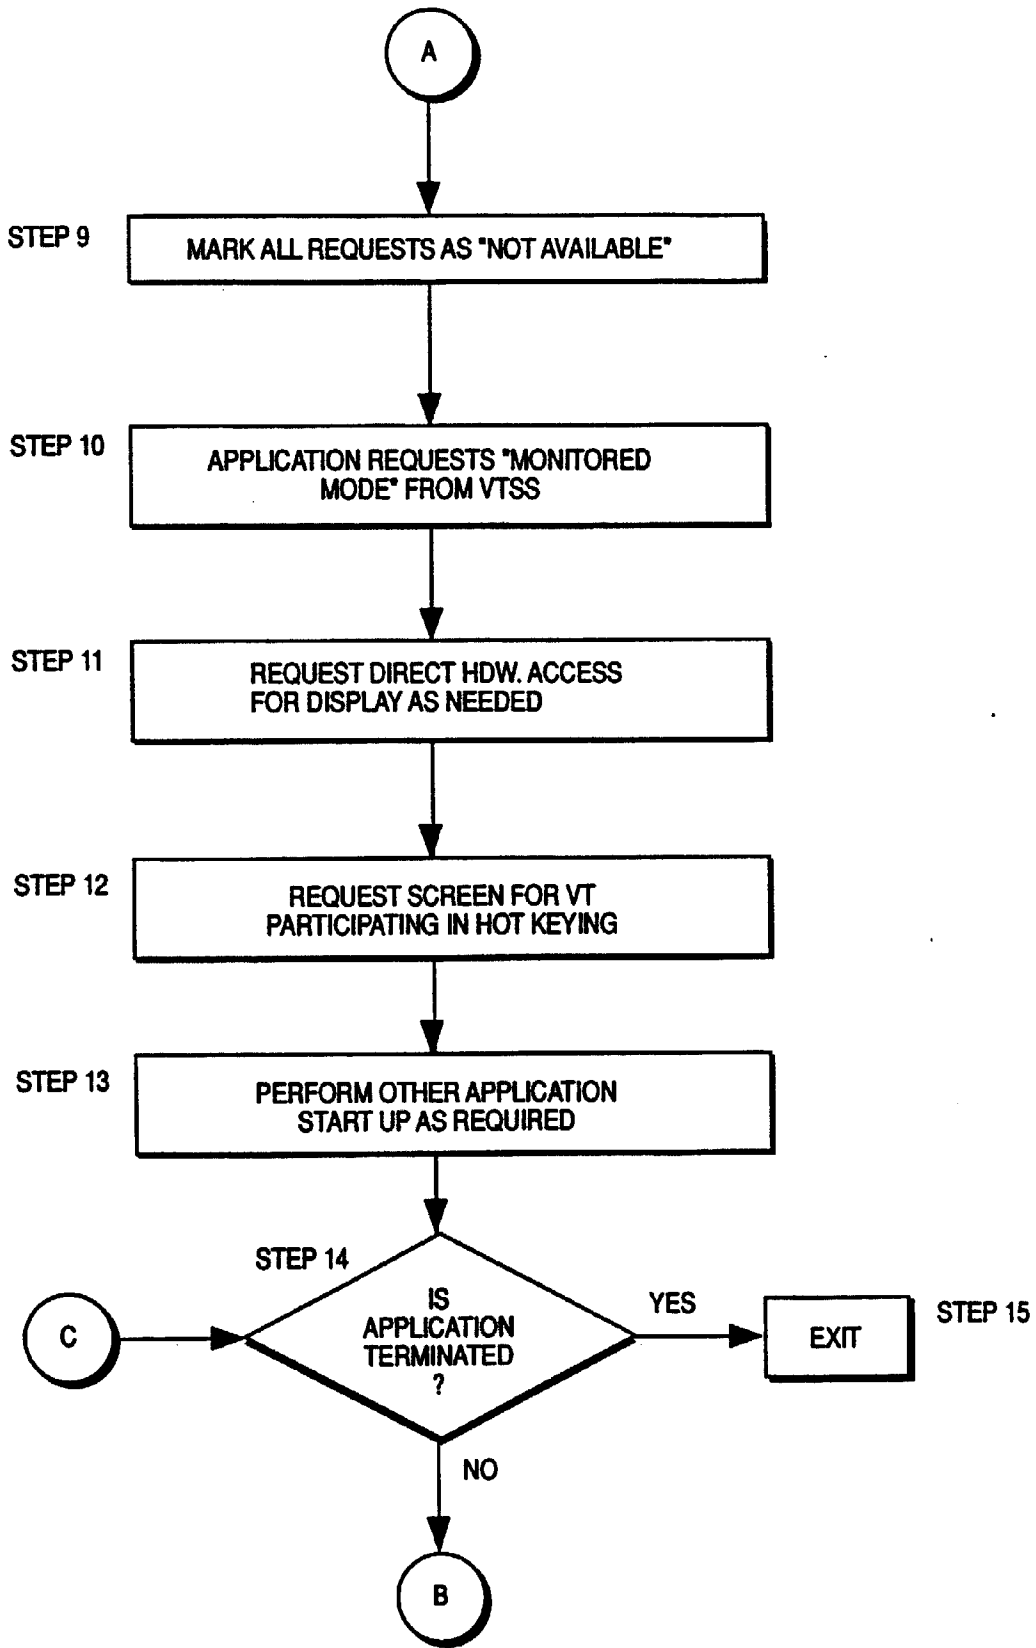 A
STEP 9
MARK ALL REQUESTS AS "NOT AVAILABLE"
STEP 10
APPLICATION REQUESTS "MONITORED
MODE" FROM VTSS
STEP 11
REQUEST DIRECT HDW. ACCESS
FOR DISPLAY AS NEEDED
STEP 12
REQUEST SCREEN FOR VT
PARTICIPATING IN HOT KEYING
STEP 13
PERFORM OTHER APPLICATION
START UP AS REQUIRED
STEP 14
IS
APPLICATION
TERMINATED
?
C
YES
EXIT
STEP 15
NO
B